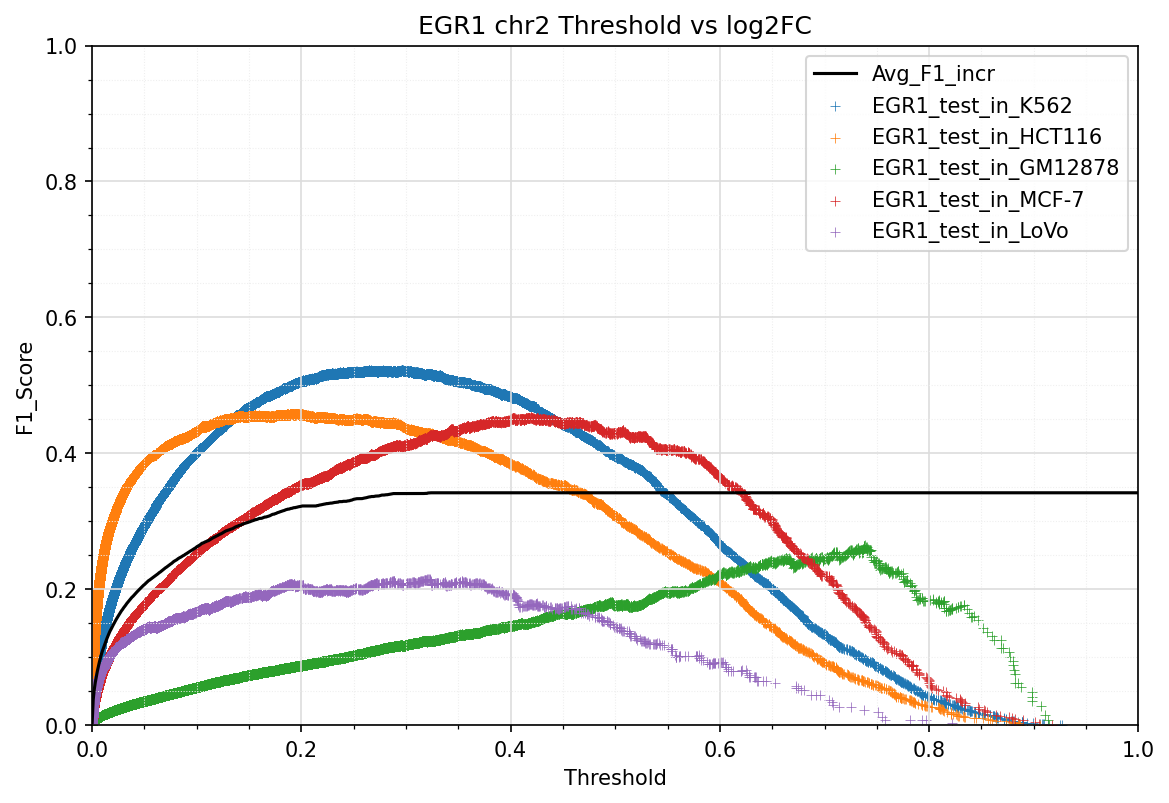 EGR1 chr2 Threshold vs log2FC
1.0
0.8
0.6
0.4
0.2
0.0
F1_Score
Avg_F1_incr
EGR1_test_in_K562
EGR1_test_in_HCT116
EGR1_test_in_GM12878
EGR1_test_in_MCF-7
EGR1_test_in_LoVo
0.0 0.2 0.4 0.6 0.8 1.0
Threshold